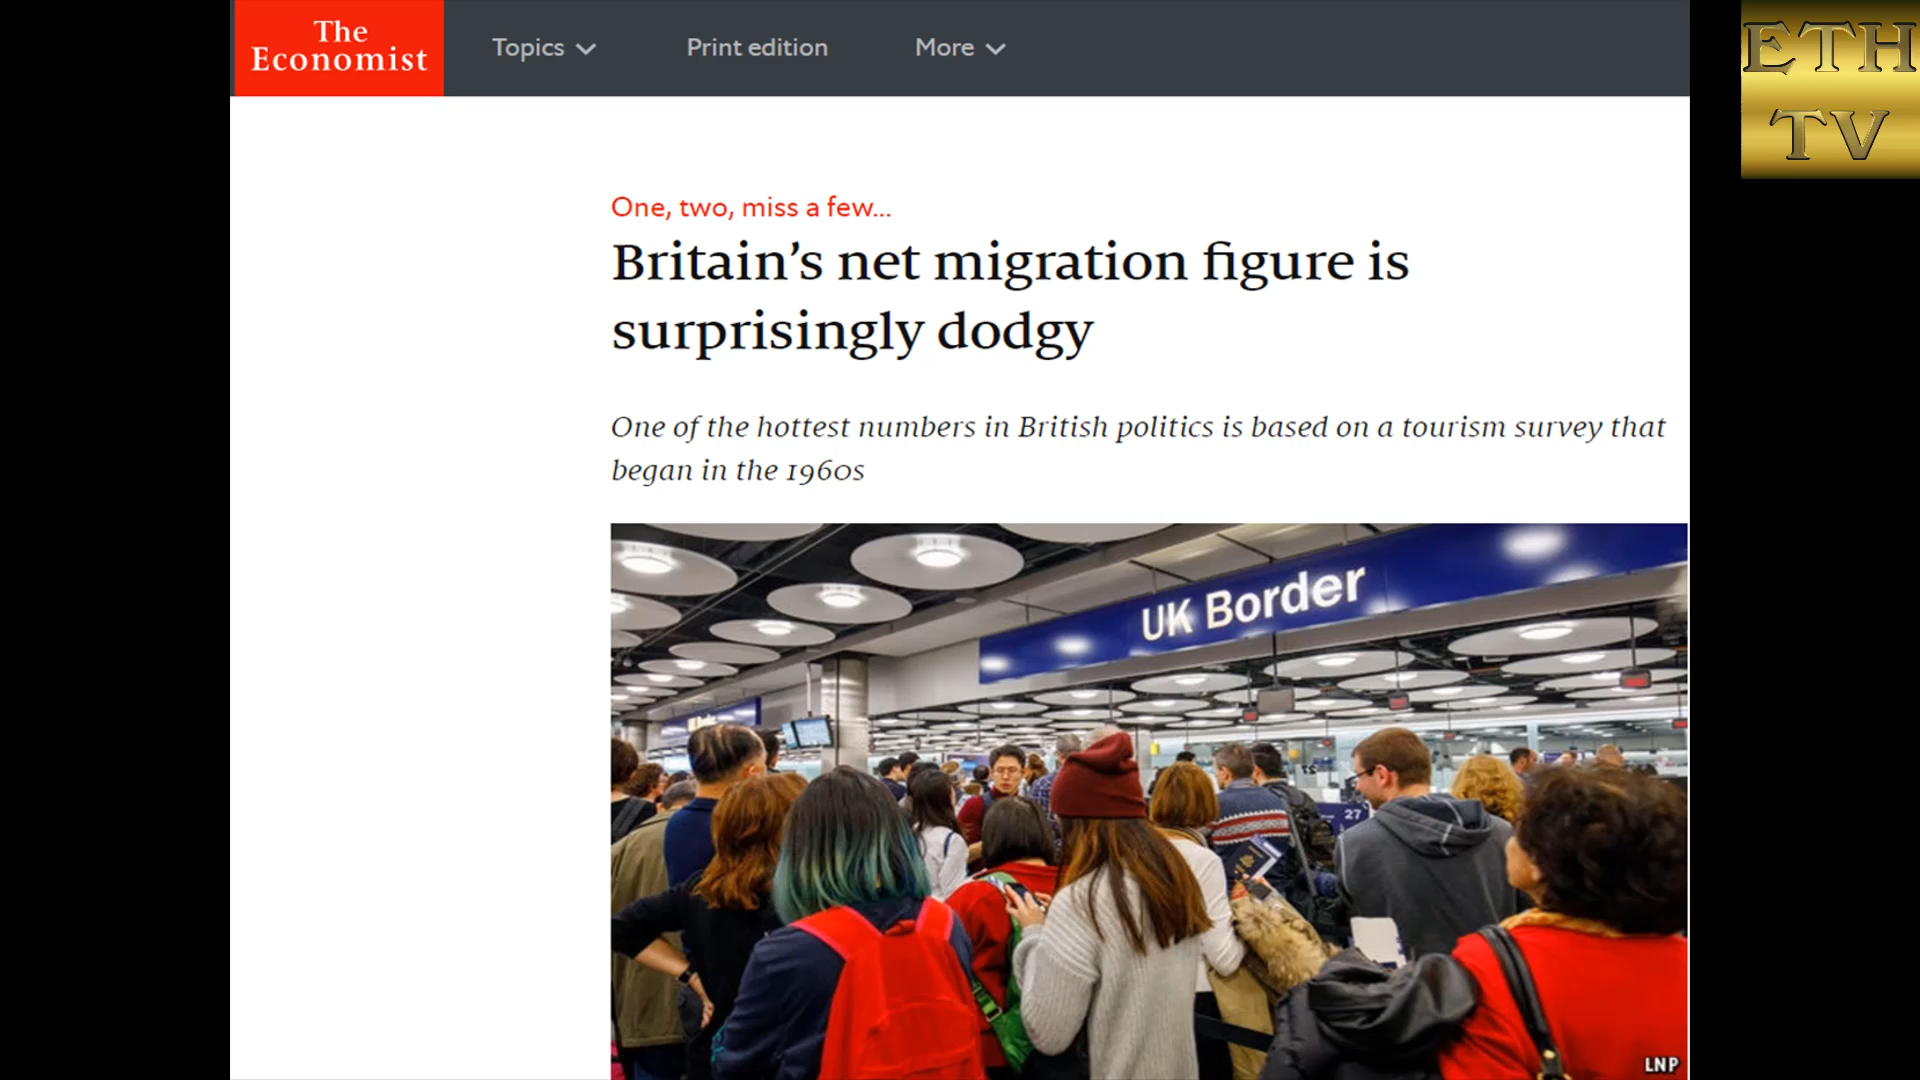 The
Economist
Topics
Print edition
More
ETH
TV
One, two, miss a few...
Britain's net migration figure is
surprisingly dodgy
One of the hottest numbers in British politics is based on a tourism survey that
began in the 1960s
UK Border
27
27
LNP